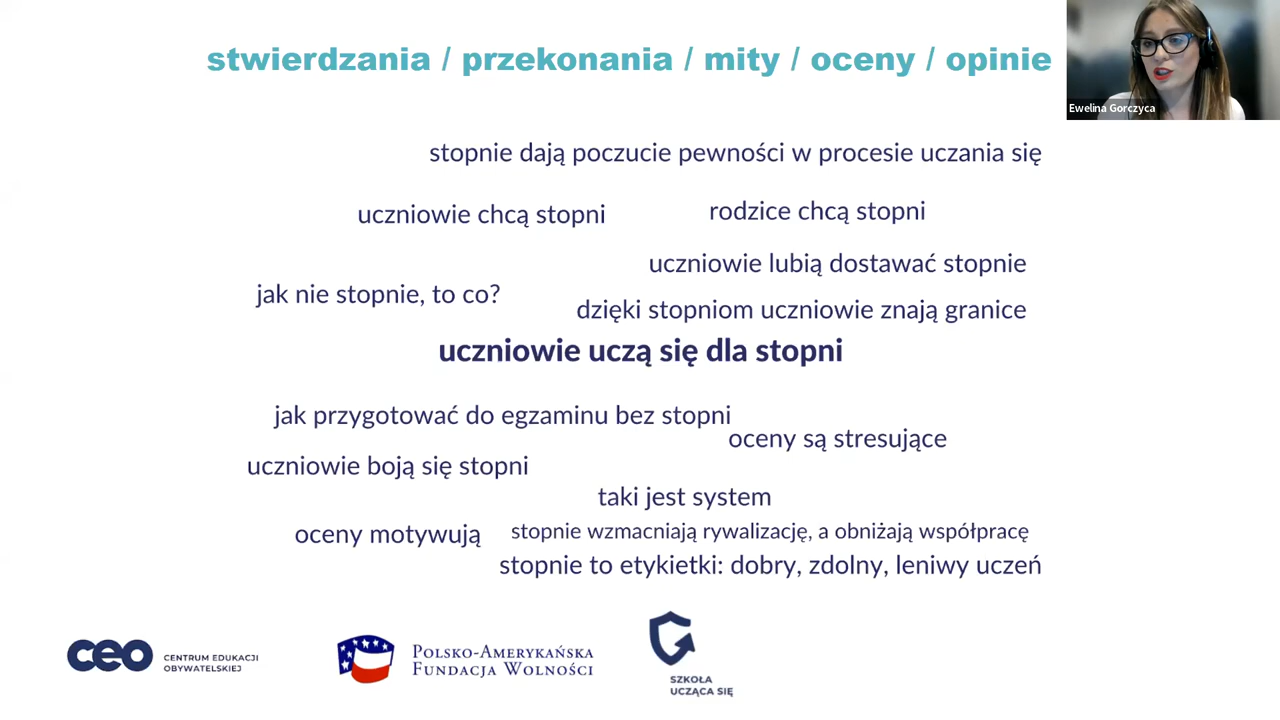 stwierdzania / przekonania / mity / oceny / opinie
Ewelina Gorczyca
stopnie dają poczucie pewności w procesie uczania się
uczniowie chcą stopni
rodzice chcą stopni
uczniowie lubią dostawać stopnie
jak nie stopnie, to co?
dzięki stopniom uczniowie znają granice
uczniowie uczą się dla stopni
jak przygotować do egzaminu bez stopni
oceny są stresujące
uczniowie boją się stopni
taki jest system
oceny motywują
stopnie wzmacniają rywalizację, a obniżają współpracę
stopnie to etykietki: dobry, zdolny, leniwy uczeń
ceo
CENTRUM EDUKACJI
OBYWATELSKIEJ
POLSKO-AMERYKAŃSKA
FUNDACJA WOLNOŚCI
SZKOŁA
UCZĄCA SIĘ